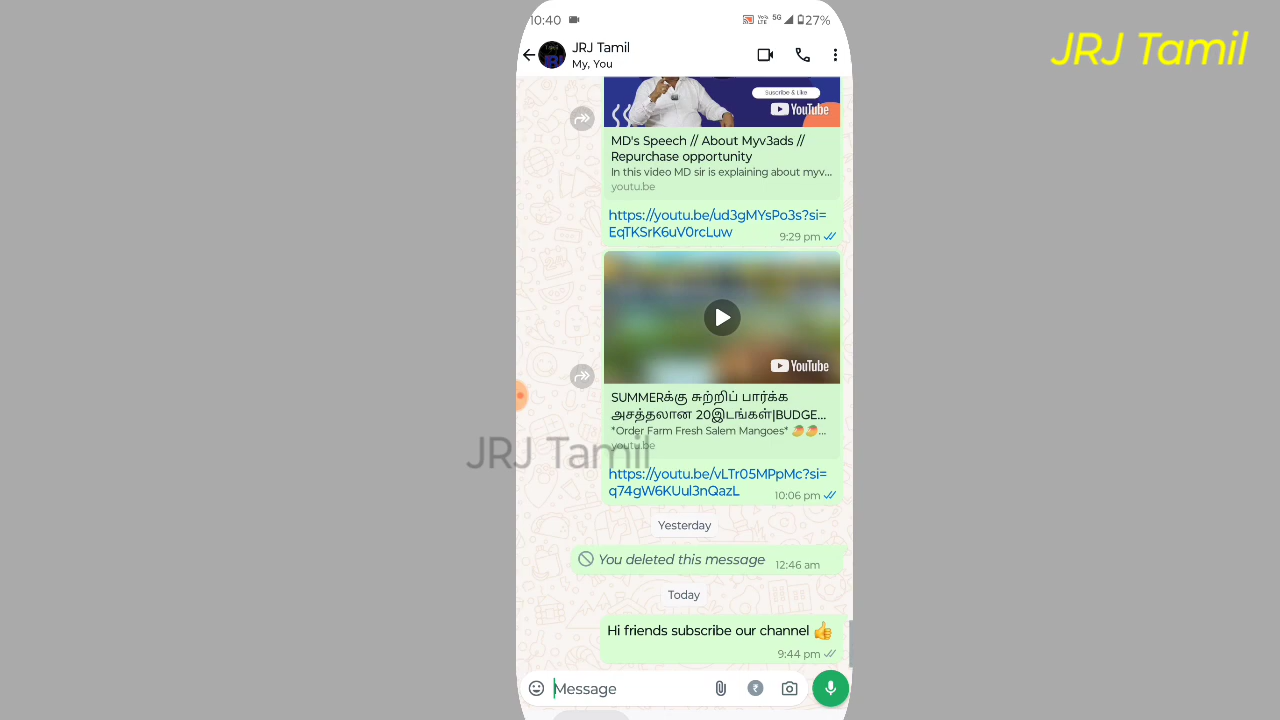 10:40
VoLTE 5G 27%
JRJ Tamil
JRJ Tamil
My, You
Suscribe & Like
YouTube
MD's Speech // About Myv3ads //
Repurchase opportunity
In this video MD sir is explaining about myv...
youtu.be
https://youtu.be/ud3gMYsPo3s?si=
EqTKSrK6uV0rcLuw
9:29 pm
YouTube
SUMMERக்கு சுற்றிப் பார்க்க
அசத்தலான 20இடங்கள்|BUDGE...
*Order Farm Fresh Salem Mangoes* 🥭🥭...
youtu.be
JRJ Tamil
https://youtu.be/vLTr05MPpMc?si=
q74gW6KUul3nQazL
10:06 pm
Yesterday
You deleted this message 12:46 am
Today
Hi friends subscribe our channel 👍
9:44 pm
Message